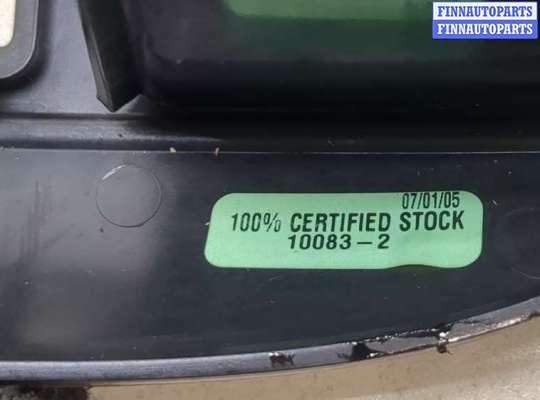 FINNAUTOPARTS
FINNAUTOPARTS
07/01/05
100% CERTIFIED STOCK
10083-2